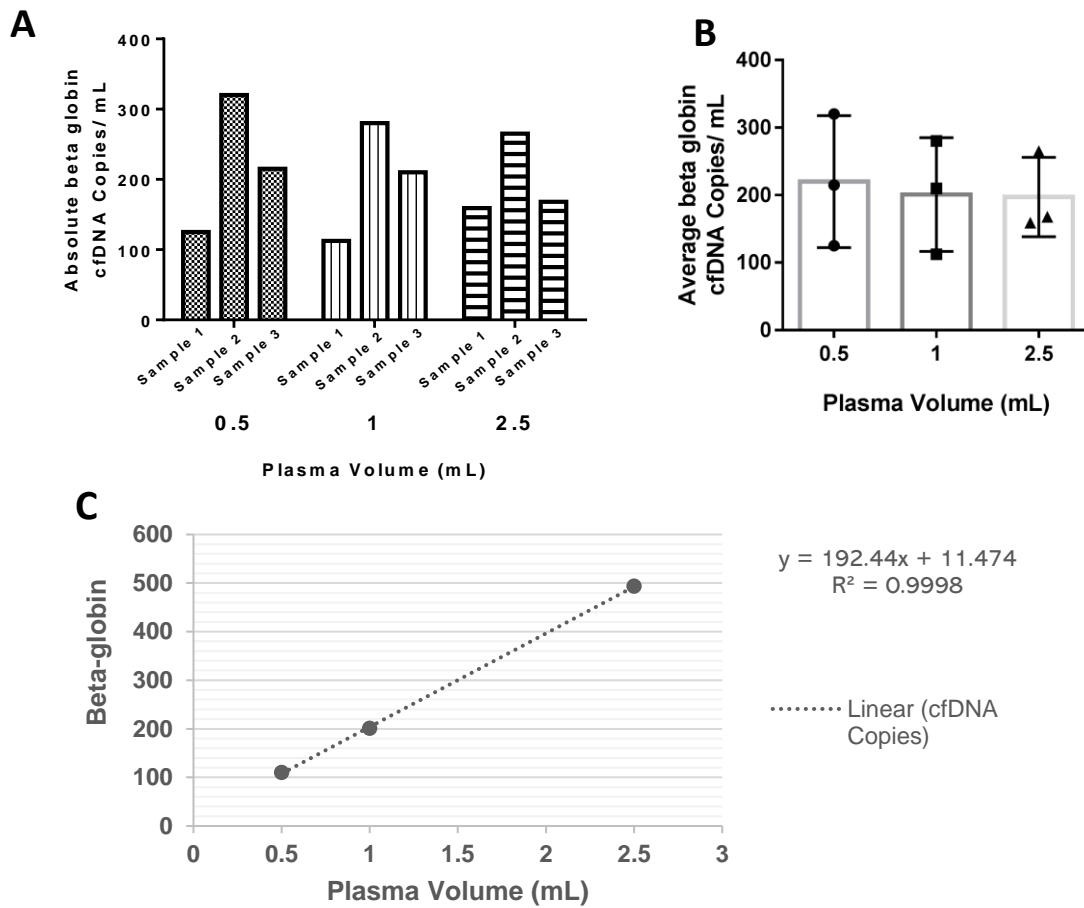 A
Absolute beta globin
cfDNA Copies/ mL
400
300
200
100
0
Sample 1
Sample 2
Sample 3
Sample 1
Sample 2
Sample 3
Sample 1
Sample 2
Sample 3
0.5
1
2.5
Plasma Volume (mL)
B
Average beta globin
cfDNA Copies/ mL
400
300
200
100
0
0.5
1
2.5
Plasma Volume (mL)
C
Beta-globin
600
500
400
300
200
100
0
0
0.5
1
1.5
2
2.5
3
Plasma Volume (mL)
y = 192.44x + 11.474
R² = 0.9998
Linear (cfDNA
Copies)